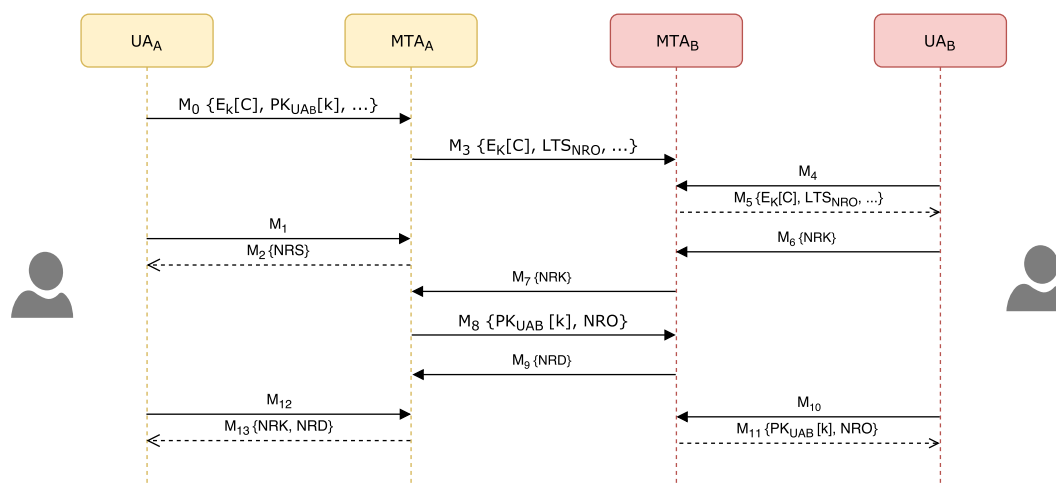 UA_A
MTA_A
MTA_B
UA_B
M_0 {E_k[C], PK_UAB[k], ...}
M_3 {E_K[C], LTS_NRO, ...}
M_4
M_5 {E_K[C], LTS_NRO, ...}
M_1
M_2 {NRS}
M_6 {NRK}
M_7 {NRK}
M_8 {PK_UAB [k], NRO}
M_9 {NRD}
M_12
M_10
M_13 {NRK, NRD}
M_11 {PK_UAB [k], NRO}